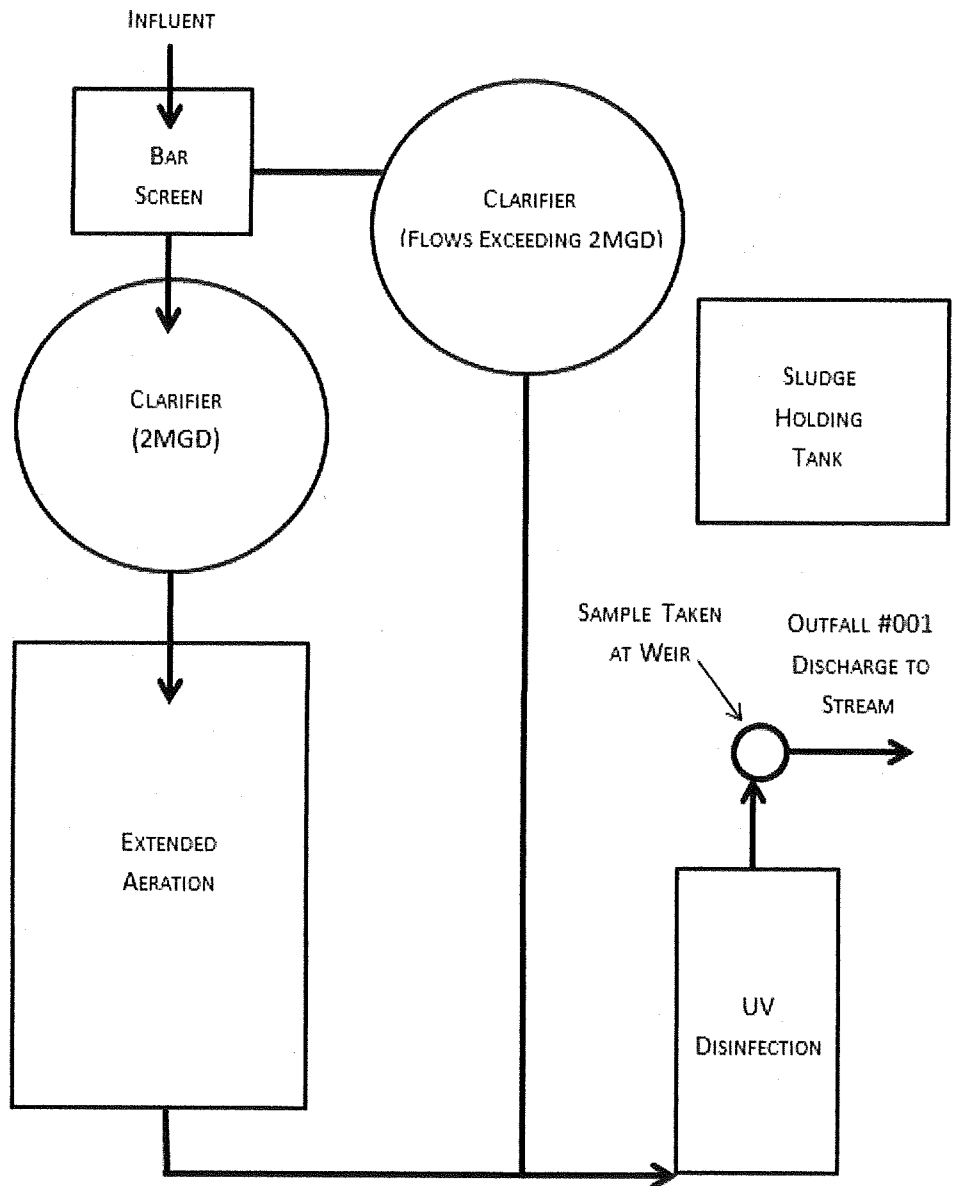 INFLUENT
BAR
SCREEN
CLARIFIER
(FLOWS EXCEEDING 2MGD)
CLARIFIER
(2MGD)
SLUDGE
HOLDING
TANK
SAMPLE TAKEN
AT WEIR
OUTFALL #001
DISCHARGE TO
STREAM
EXTENDED
AERATION
UV
DISINFECTION